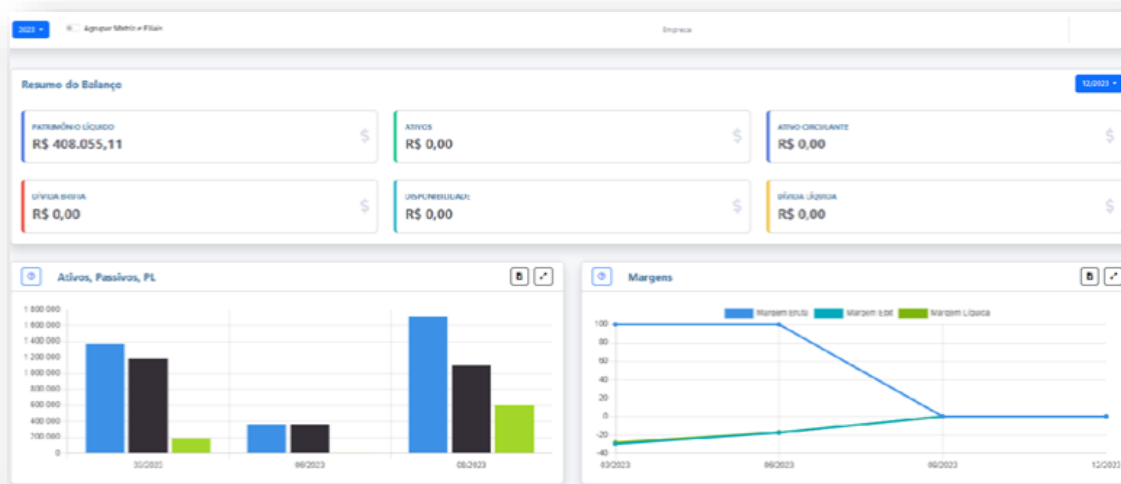 2023
Agrupar Matriz e Filiais
Empresa
Resumo do Balanço
12/2023
PATRIMÔNIO LÍQUIDO
R$ 408.055,11
ATIVOS
R$ 0,00
ATIVO CIRCULANTE
R$ 0,00
DÍVIDA BRUTA
R$ 0,00
DISPONIBILIDADE
R$ 0,00
DÍVIDA LÍQUIDA
R$ 0,00
Ativos, Passivos, PL
1 800 000
1 600 000
1 400 000
1 200 000
1 000 000
800 000
600 000
400 000
200 000
0
03/2023
06/2023
Margens
Margem Bruta
Margem Ebit
Margem Líquida
100
80
60
40
20
0
-20
-40
03/2023
06/2023
12/2023